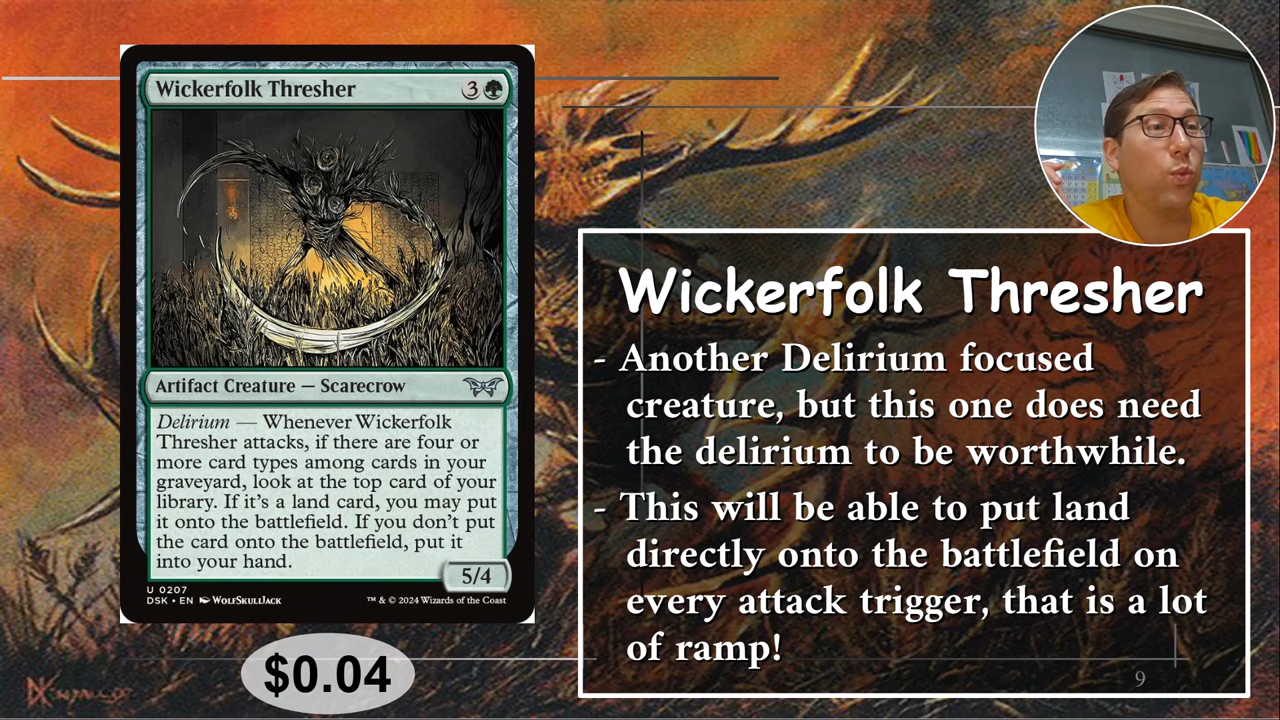 Wickerfolk Thresher 3
Artifact Creature — Scarecrow
Delirium — Whenever Wickerfolk
Thresher attacks, if there are four or
more card types among cards in your
graveyard, look at the top card of your
library. If it's a land card, you may put
it onto the battlefield. If you don't put
the card onto the battlefield, put it
into your hand.
5/4
U 0207
DSK • EN WOLFSKULLJACK
™ & © 2024 Wizards of the Coast
$0.04
Wickerfolk Thresher
- Another Delirium focused
creature, but this one does need
the delirium to be worthwhile.
- This will be able to put land
directly onto the battlefield on
every attack trigger, that is a lot
of ramp!
9